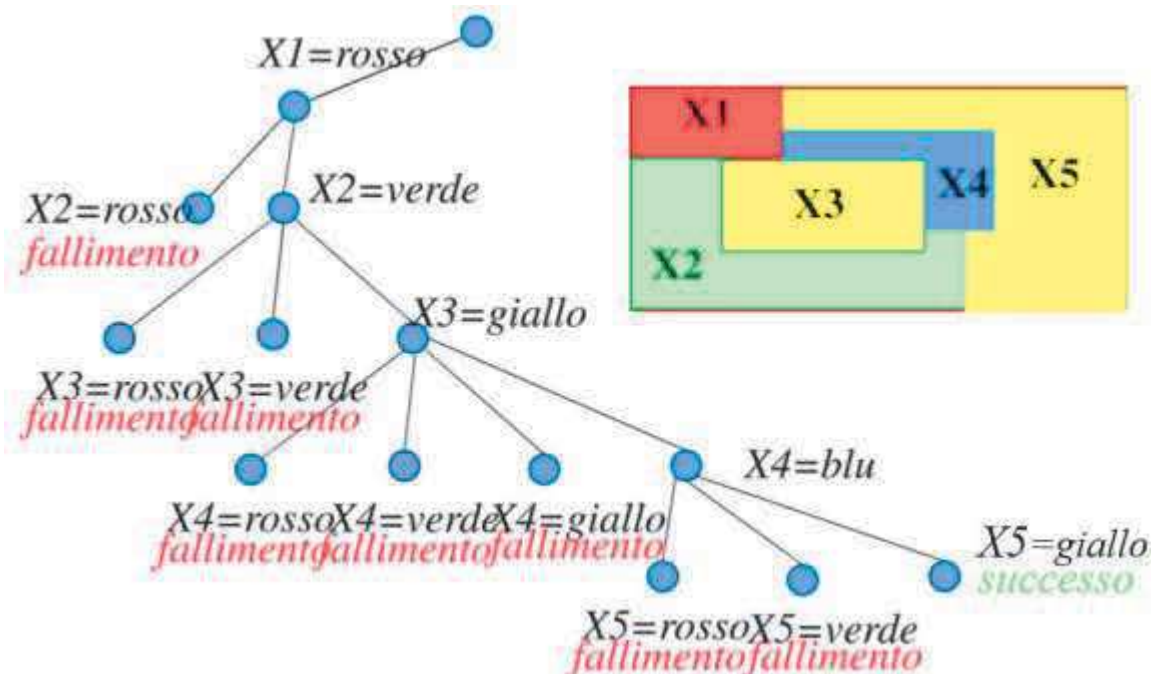 X1=rosso
X1
X2=rosso
fallimento
X2=verde
X3
X4
X5
X2
X3=giallo
X3=rosso
fallimento
X3=verde
fallimento
X4=blu
X4=rosso
fallimento
X4=verde
fallimento
X4=giallo
fallimento
X5=giallo
successo
X5=rosso
fallimento
X5=verde
fallimento